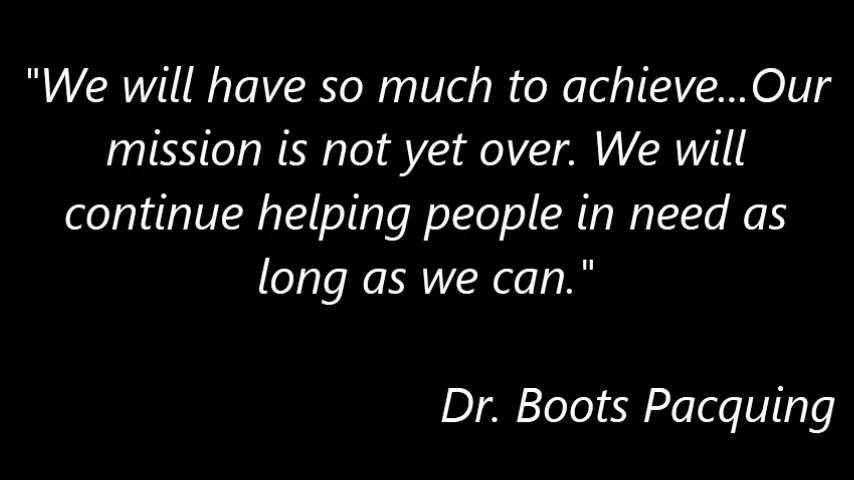 "We will have so much to achieve...Our
mission is not yet over. We will
continue helping people in need as
long as we can."
Dr. Boots Pacquing